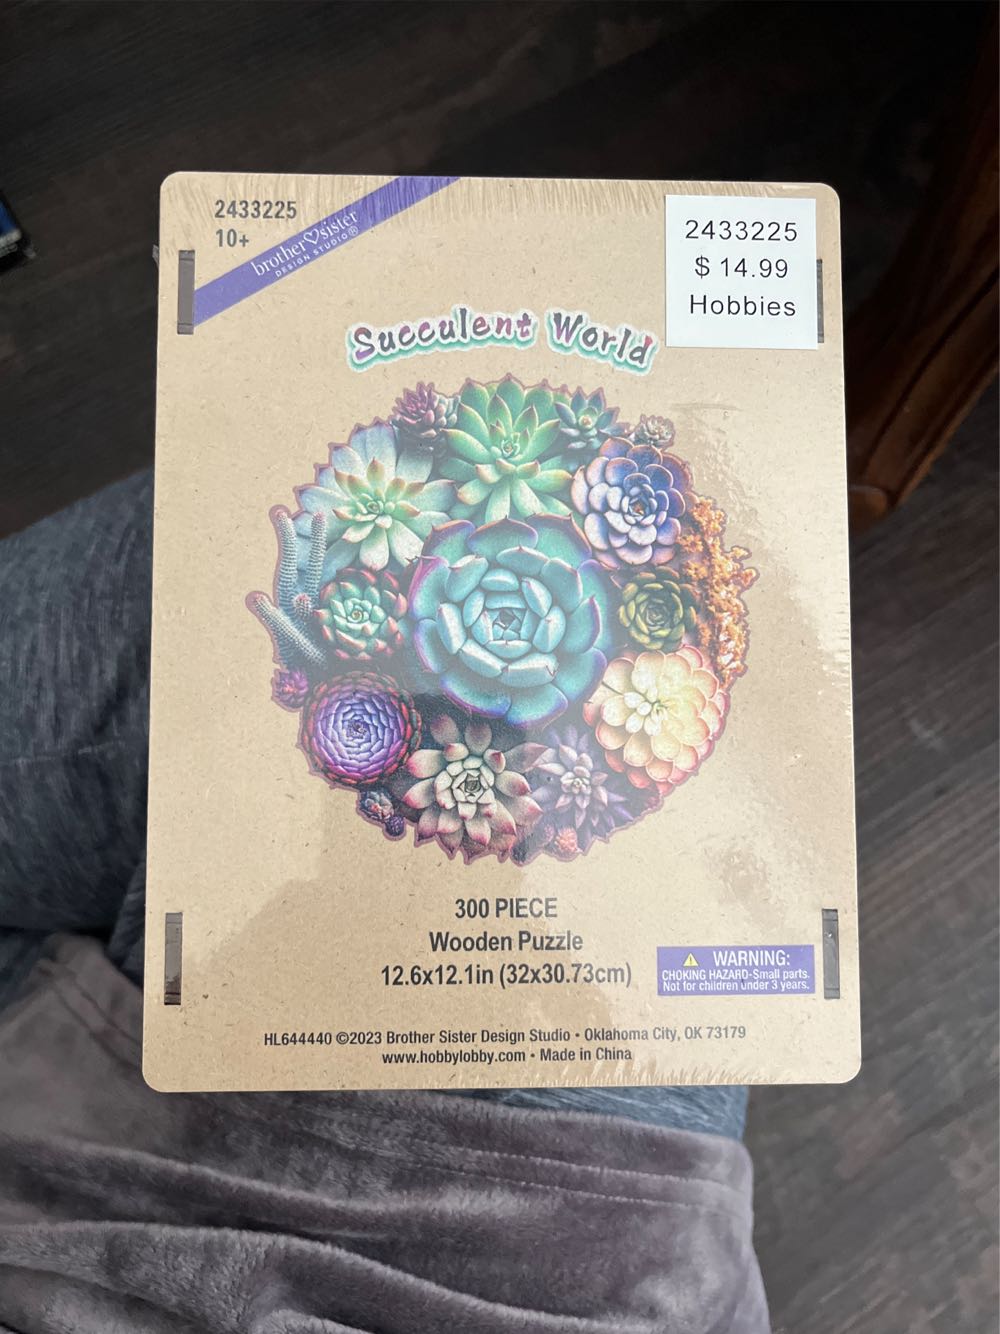 2433225
10+
brother♡sister
DESIGN STUDIO®
2433225
$ 14.99
Hobbies
Succulent World
300 PIECE
Wooden Puzzle
12.6x12.1in (32x30.73cm)
⚠ WARNING:
CHOKING HAZARD-Small parts.
Not for children under 3 years.
HL644440 ©2023 Brother Sister Design Studio • Oklahoma City, OK 73179
www.hobbylobby.com • Made in China